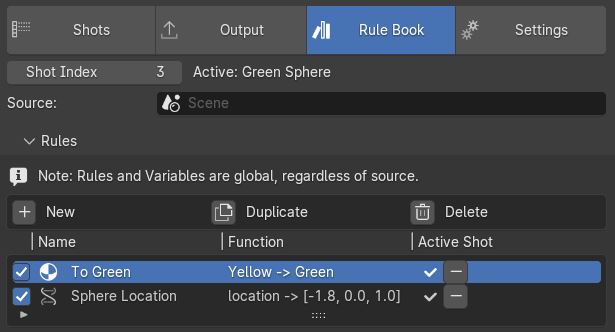 Shots Output Rule Book Settings
Shot Index 3 Active: Green Sphere
Source: Scene
Rules
Note: Rules and Variables are global, regardless of source.
New Duplicate Delete
Name Function Active Shot
To Green Yellow -> Green
Sphere Location location -> [-1.8, 0.0, 1.0]